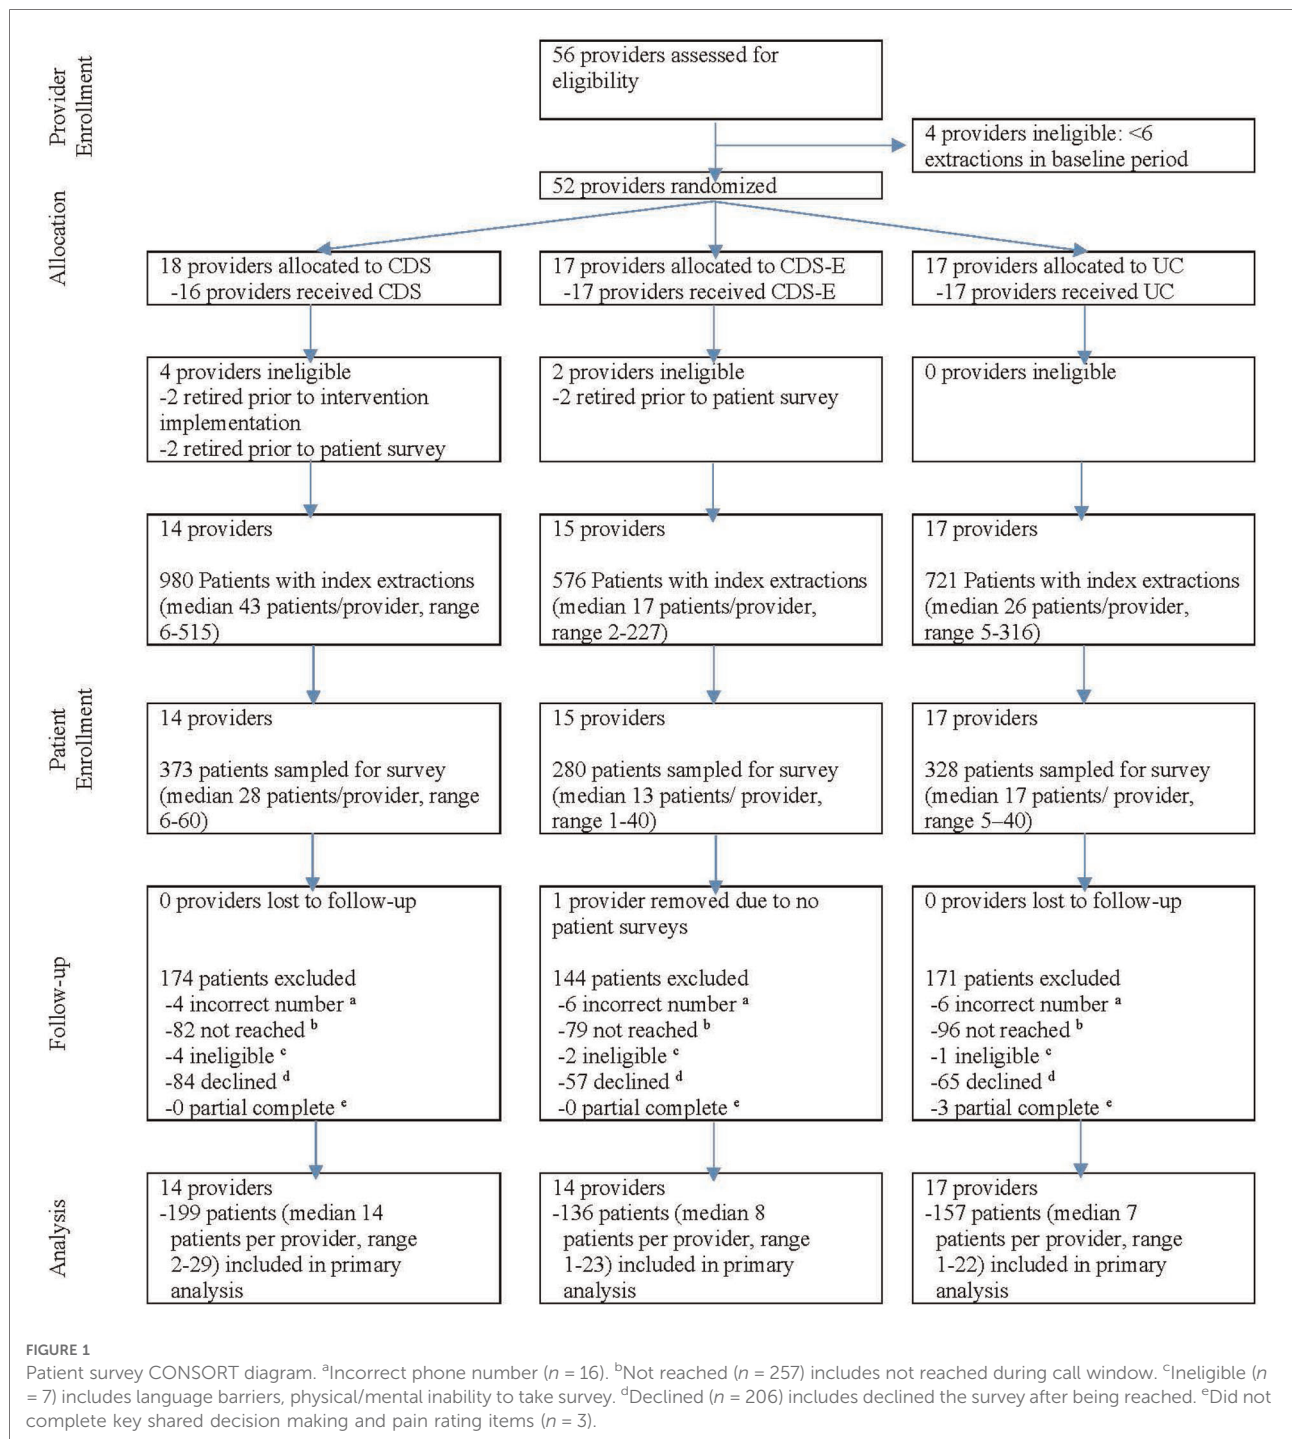 Provider
Enrollment
56 providers assessed for
eligibility
4 providers ineligible: <6
extractions in baseline period
52 providers randomized
Allocation
18 providers allocated to CDS
-16 providers received CDS
17 providers allocated to CDS-E
-17 providers received CDS-E
17 providers allocated to UC
-17 providers received UC
4 providers ineligible
-2 retired prior to intervention
implementation
-2 retired prior to patient survey
2 providers ineligible
-2 retired prior to patient survey
0 providers ineligible
14 providers
980 Patients with index extractions
(median 43 patients/provider, range
6-515)
15 providers
576 Patients with index extractions
(median 17 patients/provider,
range 2-227)
17 providers
721 Patients with index extractions
(median 26 patients/provider,
range 5-316)
Patient
Enrollment
14 providers
373 patients sampled for survey
(median 28 patients/provider, range
6-60)
15 providers
280 patients sampled for survey
(median 13 patients/ provider,
range 1-40)
17 providers
328 patients sampled for survey
(median 17 patients/ provider,
range 5–40)
Follow-up
0 providers lost to follow-up
174 patients excluded
-4 incorrect number a
-82 not reached b
-4 ineligible c
-84 declined d
-0 partial complete e
1 provider removed due to no
patient surveys
144 patients excluded
-6 incorrect number a
-79 not reached b
-2 ineligible c
-57 declined d
-0 partial complete e
0 providers lost to follow-up
171 patients excluded
-6 incorrect number a
-96 not reached b
-1 ineligible c
-65 declined d
-3 partial complete e
Analysis
14 providers
-199 patients (median 14
patients per provider, range
2-29) included in primary
analysis
14 providers
-136 patients (median 8
patients per provider, range
1-23) included in primary
analysis
17 providers
-157 patients (median 7
patients per provider, range
1-22) included in primary
analysis
FIGURE 1
Patient survey CONSORT diagram. aIncorrect phone number (n = 16). bNot reached (n = 257) includes not reached during call window. cIneligible (n
= 7) includes language barriers, physical/mental inability to take survey. dDeclined (n = 206) includes declined the survey after being reached. eDid not
complete key shared decision making and pain rating items (n = 3).